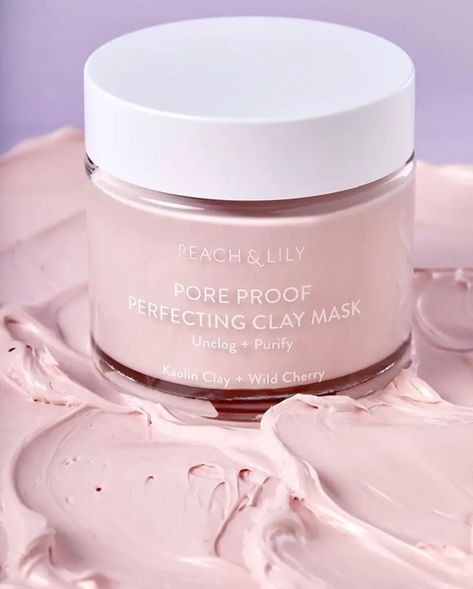 PEACH & LILY
PORE PROOF
PERFECTING CLAY MASK
Unclog + Purify
Kaolin Clay + Wild Cherry